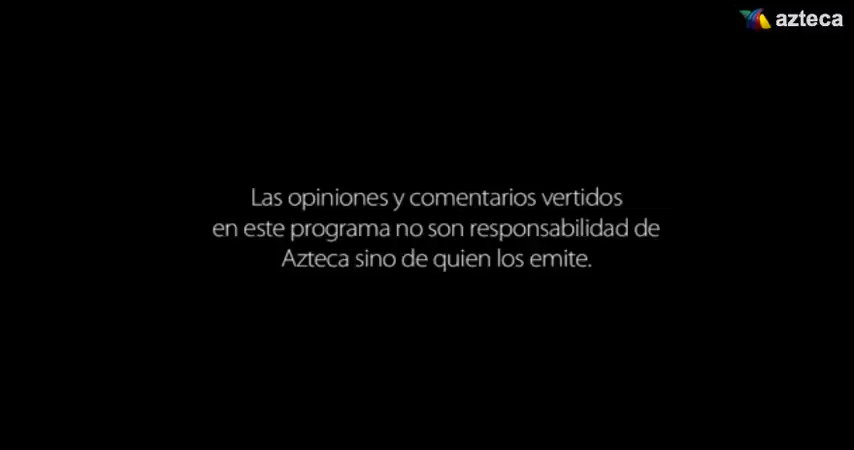 azteca
Las opiniones y comentarios vertidos
en este programa no son responsabilidad de
Azteca sino de quien los emite.